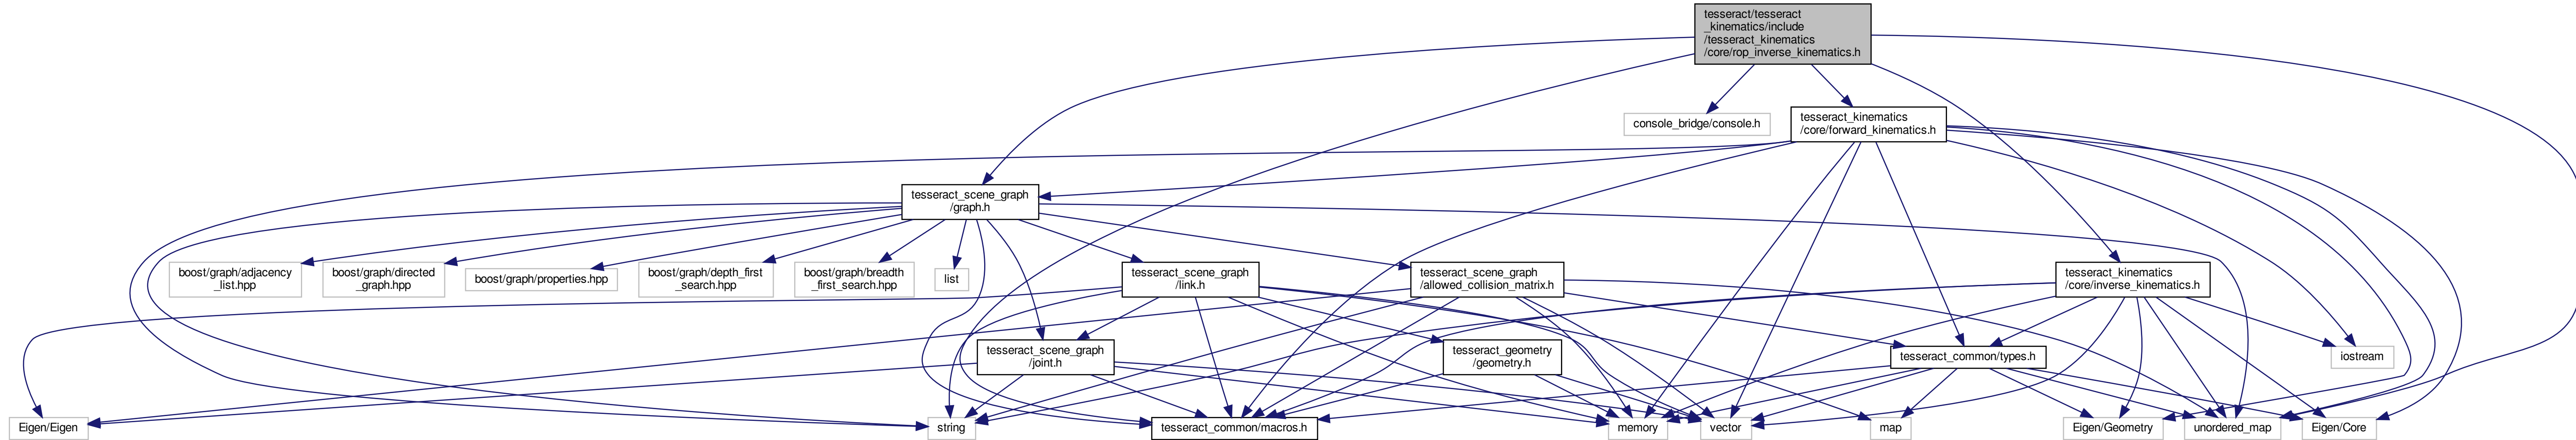 tesseract/tesseract
_kinematics/include
/tesseract_kinematics
/core/rop_inverse_kinematics.h
console_bridge/console.h
tesseract_kinematics
/core/forward_kinematics.h
tesseract_scene_graph
/graph.h
boost/graph/adjacency
_list.hpp
boost/graph/directed
_graph.hpp
boost/graph/properties.hpp
boost/graph/depth_first
_search.hpp
boost/graph/breadth
_first_search.hpp
list
tesseract_scene_graph
/link.h
tesseract_scene_graph
/allowed_collision_matrix.h
tesseract_kinematics
/core/inverse_kinematics.h
tesseract_scene_graph
/joint.h
tesseract_geometry
/geometry.h
tesseract_common/types.h
iostream
Eigen/Eigen
string
tesseract_common/macros.h
memory
vector
map
Eigen/Geometry
unordered_map
Eigen/Core